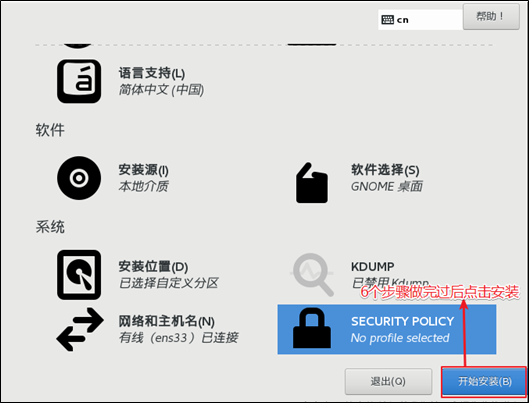 cn
帮助！
语言支持(L)
简体中文 (中国)
软件
安装源(I)
本地介质
软件选择(S)
GNOME 桌面
系统
安装位置(D)
已选择自定义分区
KDUMP
已禁用 Kdump
6个步骤做完过后点击安装
网络和主机名(N)
有线（ens33）已连接
SECURITY POLICY
No profile selected
退出(Q)
开始安装(B)